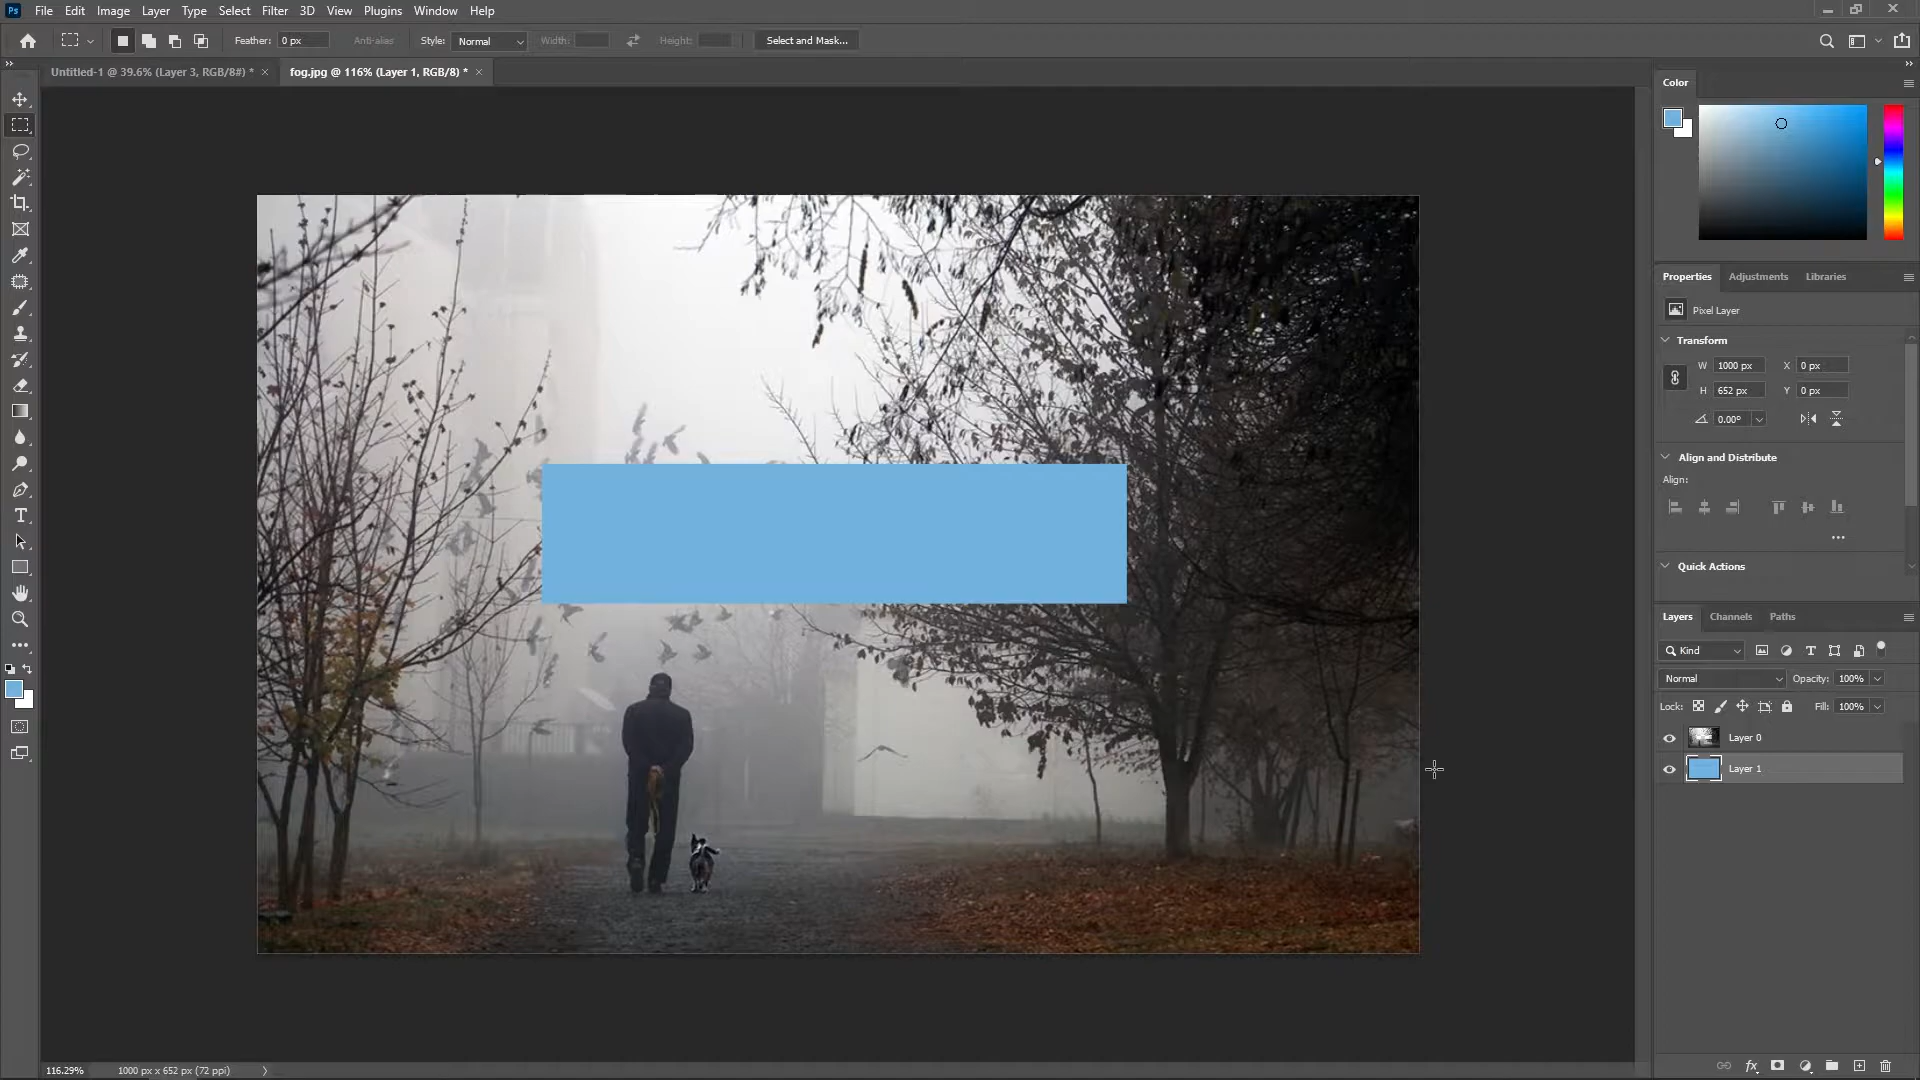 Ps File Edit Image Layer Type Select Filter 3D View Plugins Window Help
Feather: 0 px Anti-alias Style: Normal Width: Height: Select and Mask...
Untitled-1 @ 39.6% (Layer 3, RGB/8#) * × fog.jpg @ 116% (Layer 1, RGB/8) * ×
Color
Properties Adjustments Libraries
Pixel Layer
Transform
W 1000 px X 0 px
H 652 px Y 0 px
0.00°
Align and Distribute
Align:
Quick Actions
Layers Channels Paths
Kind
Normal Opacity: 100%
Lock: Fill: 100%
Layer 0
Layer 1
116.29% 1000 px x 652 px (72 ppi)